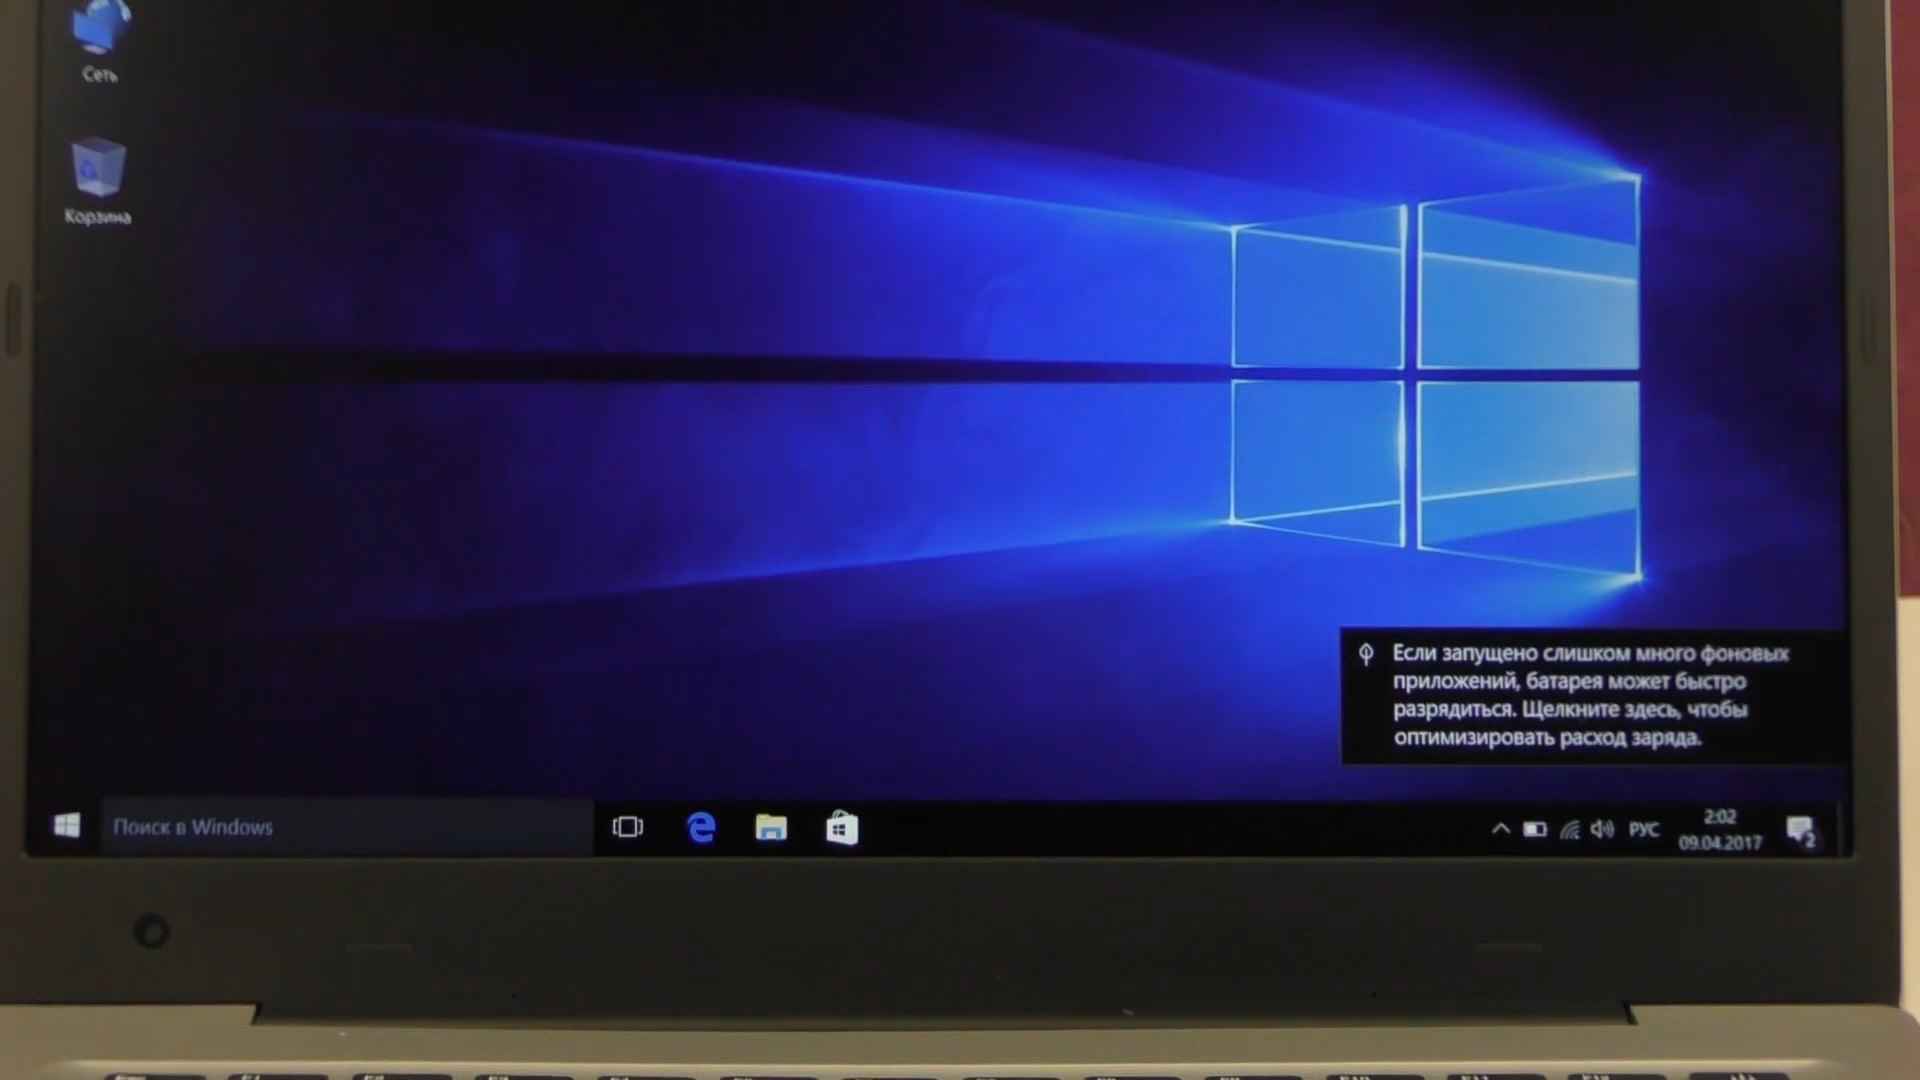 Сеть
Корзина
Если запущено слишком много фоновых
приложений, батарея может быстро
разрядиться. Щелкните здесь, чтобы
оптимизировать расход заряда.
Поиск в Windows
РУС
2:02
09.04.2017
2